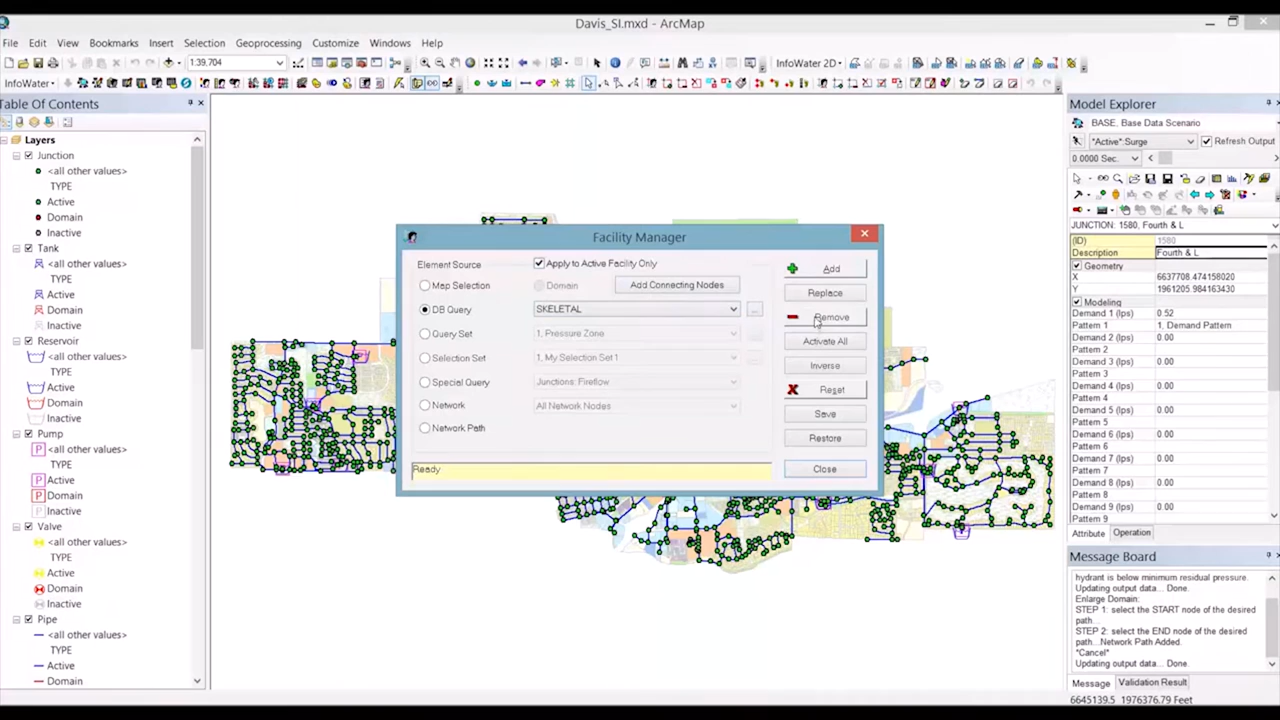 Davis_SI.mxd - ArcMap
File Edit View Bookmarks Insert Selection Geoprocessing Customize Windows Help
1:39,704
InfoWater 2D
InfoWater
Table Of Contents
Layers
Junction
<all other values>
TYPE
Active
Domain
Inactive
Tank
<all other values>
TYPE
Active
Domain
Inactive
Reservoir
<all other values>
TYPE
Active
Domain
Inactive
Pump
<all other values>
TYPE
Active
Domain
Inactive
Valve
<all other values>
TYPE
Active
Domain
Inactive
Pipe
<all other values>
TYPE
Active
Domain
Facility Manager
Element Source
Apply to Active Facility Only
Map Selection
Domain
Add Connecting Nodes
DB Query
SKELETAL
...
Query Set
1, Pressure Zone
Selection Set
1, My Selection Set 1
Special Query
Junctions: Fireflow
Network
All Network Nodes
Network Path
Ready
Add
Replace
Remove
Activate All
Inverse
Reset
Save
Restore
Close
Model Explorer
BASE, Base Data Scenario
*Active*:Surge
Refresh Output
0.0000 Sec.
JUNCTION: 1580, Fourth & L
(ID) 1580
Description Fourth & L
Geometry
X 6637708.474158020
Y 1961205.984163430
Modeling
Demand 1 (lps) 0.52
Pattern 1 1, Demand Pattern
Demand 2 (lps) 0.00
Pattern 2
Demand 3 (lps) 0.00
Pattern 3
Demand 4 (lps) 0.00
Pattern 4
Demand 5 (lps) 0.00
Pattern 5
Demand 6 (lps) 0.00
Pattern 6
Demand 7 (lps) 0.00
Pattern 7
Demand 8 (lps) 0.00
Pattern 8
Demand 9 (lps) 0.00
Pattern 9
Attribute Operation
Message Board
hydrant is below minimum residual pressure.
Updating output data... Done.
Enlarge Domain:
STEP 1: select the START node of the desired
path...
STEP 2: select the END node of the desired
path...Network Path Added.
*Cancel*
Updating output data... Done.
Message Validation Result
6645139.5 1976376.79 Feet